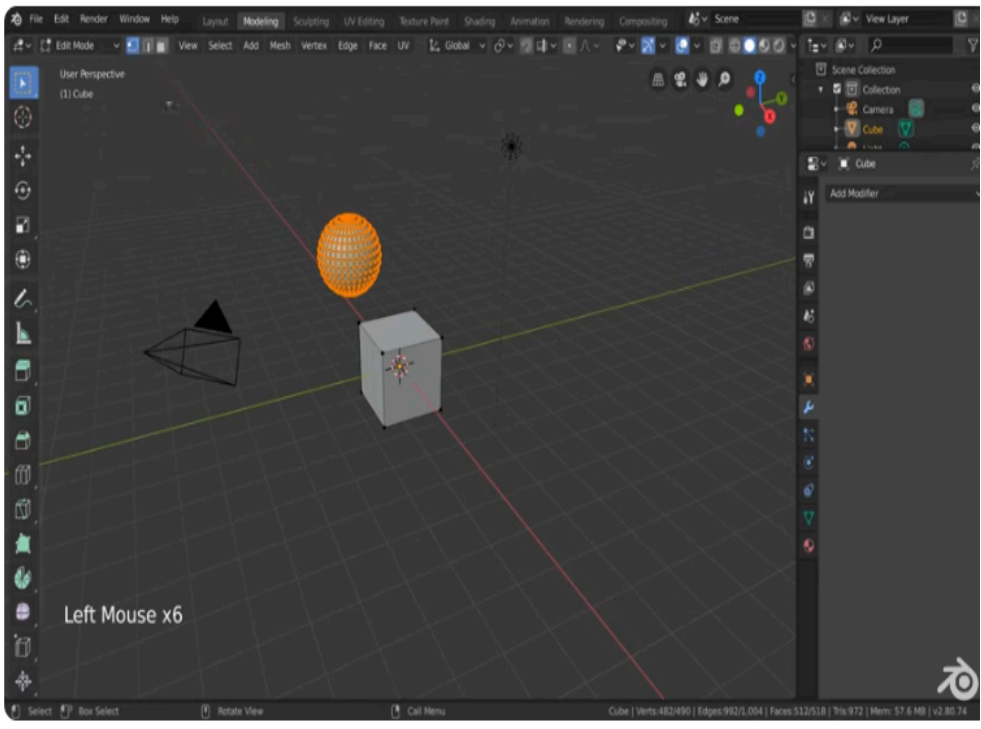 File Edit Render Window Help Layout Modeling Sculpting UV Editing Texture Paint Shading Animation Rendering Compositing Scene View Layer
Edit Mode View Select Add Mesh Vertex Edge Face UV Global
User Perspective
(1) Cube
Scene Collection
Collection
Camera
Cube
Light
Cube
Add Modifier
Z
Y
X
Left Mouse x6
Select Box Select Rotate View Call Menu Cube | Verts:482/490 | Edges:992/1,004 | Faces:512/518 | Tris:972 | Mem: 57.6 MB | v2.80.74